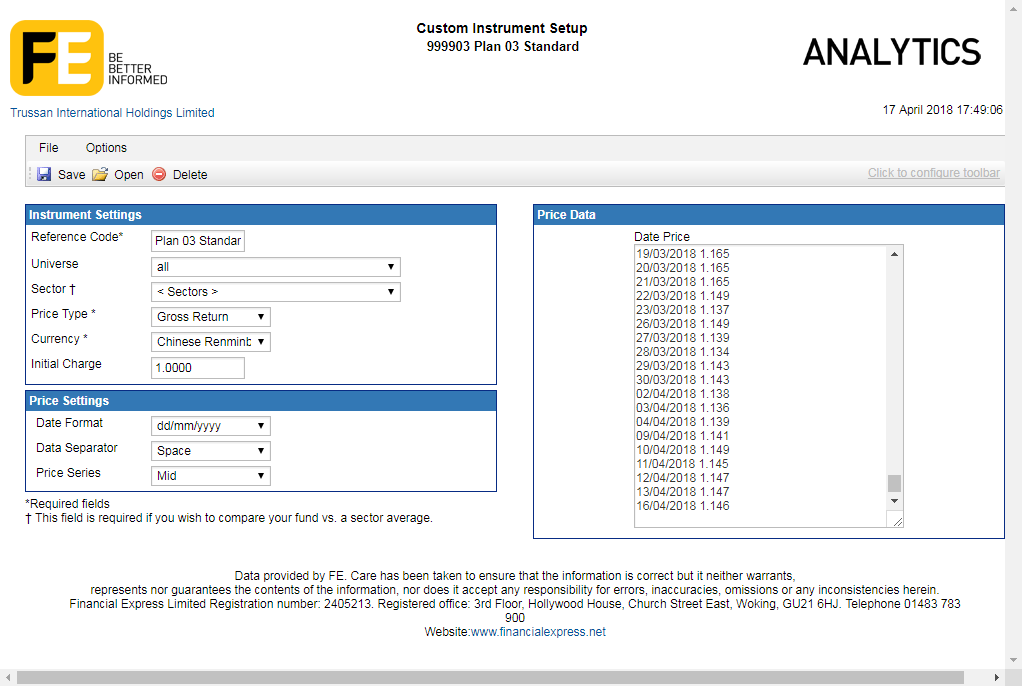 FE
BE
BETTER
INFORMED
Custom Instrument Setup
999903 Plan 03 Standard
ANALYTICS
Trussan International Holdings Limited
17 April 2018 17:49:06
File Options
Save Open Delete
Click to configure toolbar
Instrument Settings
Reference Code* Plan 03 Standar
Universe all
Sector † < Sectors >
Price Type * Gross Return
Currency * Chinese Renminb
Initial Charge 1.0000
Price Settings
Date Format dd/mm/yyyy
Data Separator Space
Price Series Mid
*Required fields
† This field is required if you wish to compare your fund vs. a sector average.
Price Data
Date Price
19/03/2018 1.165
20/03/2018 1.165
21/03/2018 1.165
22/03/2018 1.149
23/03/2018 1.137
26/03/2018 1.149
27/03/2018 1.139
28/03/2018 1.134
29/03/2018 1.143
30/03/2018 1.143
02/04/2018 1.138
03/04/2018 1.136
04/04/2018 1.139
09/04/2018 1.141
10/04/2018 1.149
11/04/2018 1.145
12/04/2018 1.147
13/04/2018 1.147
16/04/2018 1.146
Data provided by FE. Care has been taken to ensure that the information is correct but it neither warrants,
represents nor guarantees the contents of the information, nor does it accept any responsibility for errors, inaccuracies, omissions or any inconsistencies herein.
Financial Express Limited Registration number: 2405213. Registered office: 3rd Floor, Hollywood House, Church Street East, Woking, GU21 6HJ. Telephone 01483 783
900
Website:www.financialexpress.net